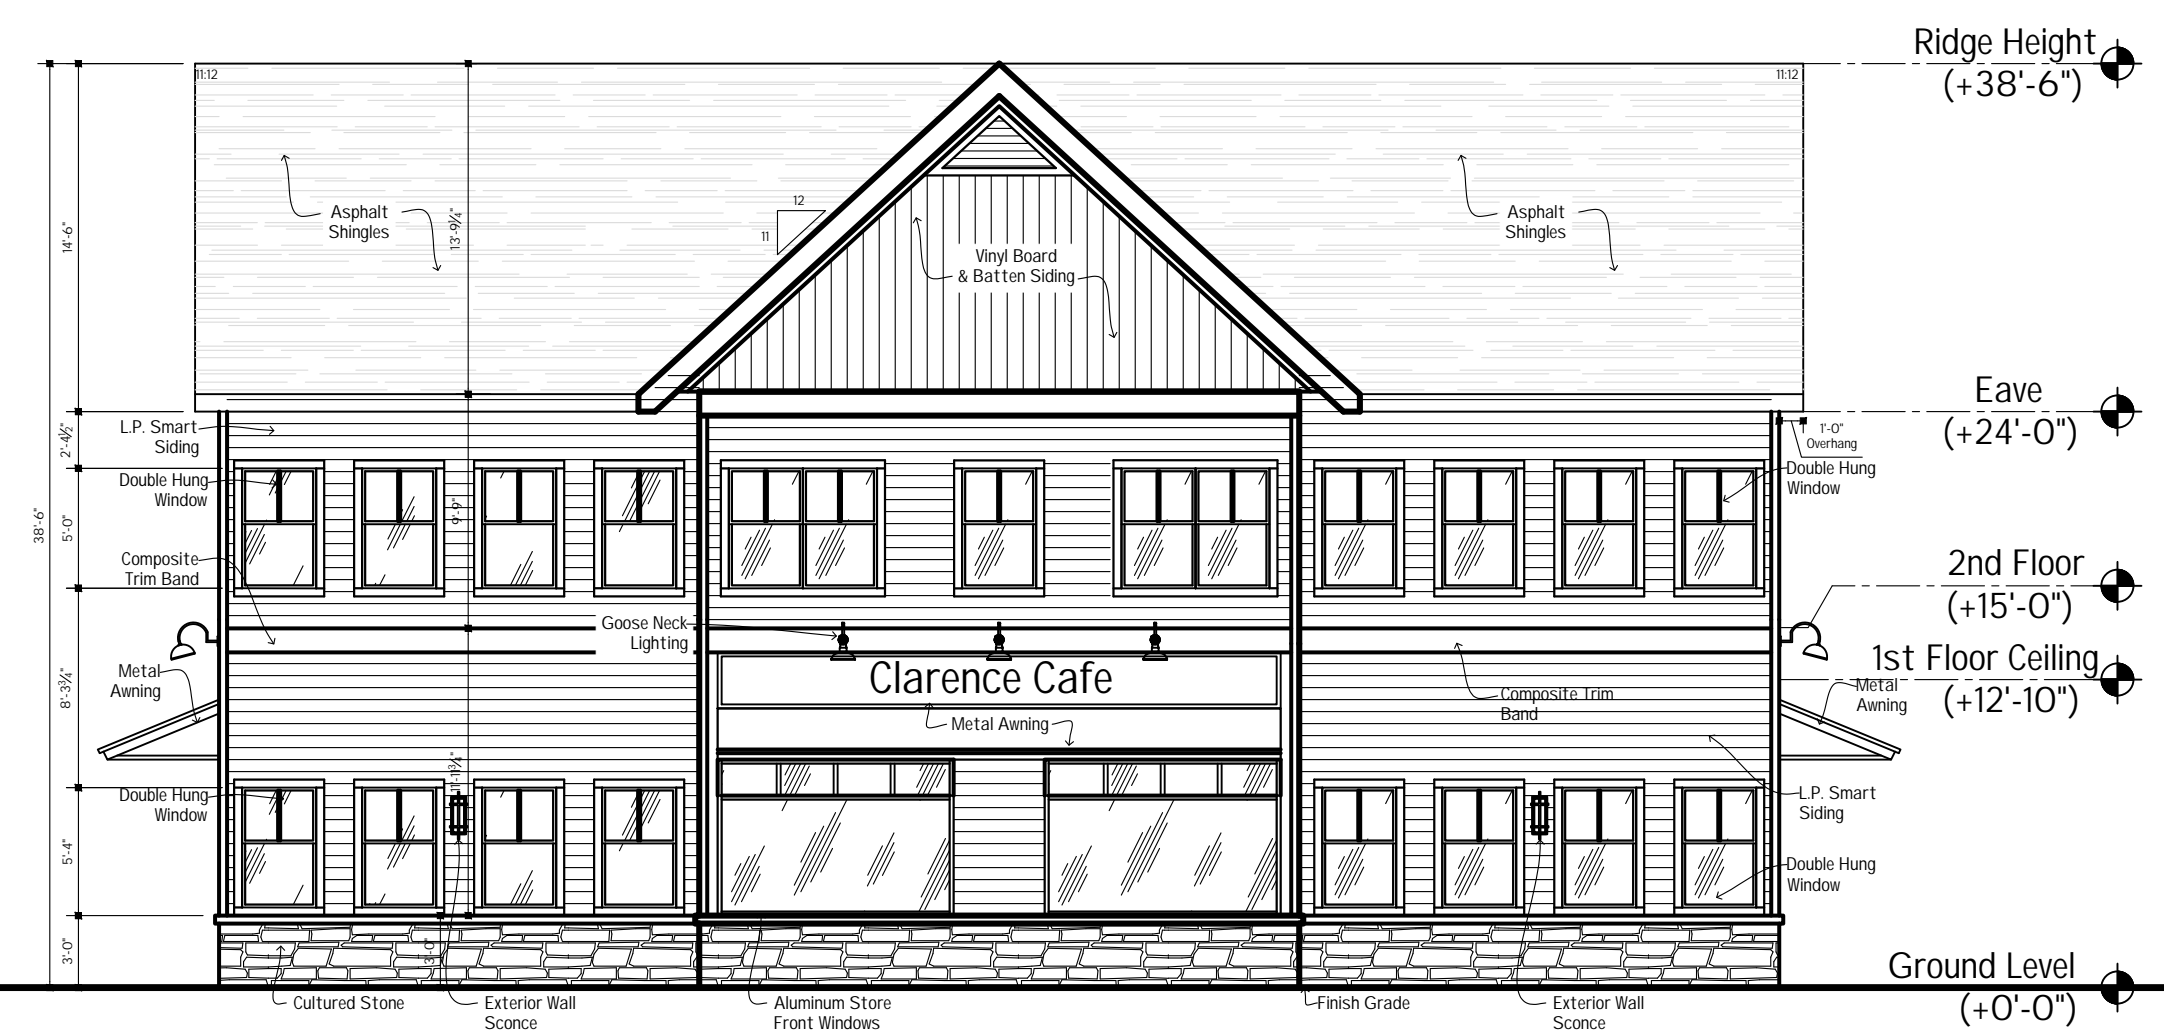 Ridge Height
(+38'-6")
11:12
11:12
12
11
14'-6"
13'-9¼"
Asphalt
Shingles
Asphalt
Shingles
Vinyl Board
& Batten Siding
Eave
(+24'-0")
L.P. Smart
Siding
2'-4½"
1'-0"
Overhang
Double Hung
Window
Double Hung
Window
38'-6"
5'-0"
9'-9"
Composite
Trim Band
2nd Floor
(+15'-0")
Goose Neck
Lighting
Metal
Awning
8'-3¾"
Clarence Cafe
Metal Awning
Composite Trim
Band
1st Floor Ceiling
(+12'-10")
Metal
Awning
11'-11¾"
Double Hung
Window
L.P. Smart
Siding
5'-4"
Double Hung
Window
3'-0"
3'-0"
Ground Level
(+0'-0")
Cultured Stone
Exterior Wall
Sconce
Aluminum Store
Front Windows
Finish Grade
Exterior Wall
Sconce